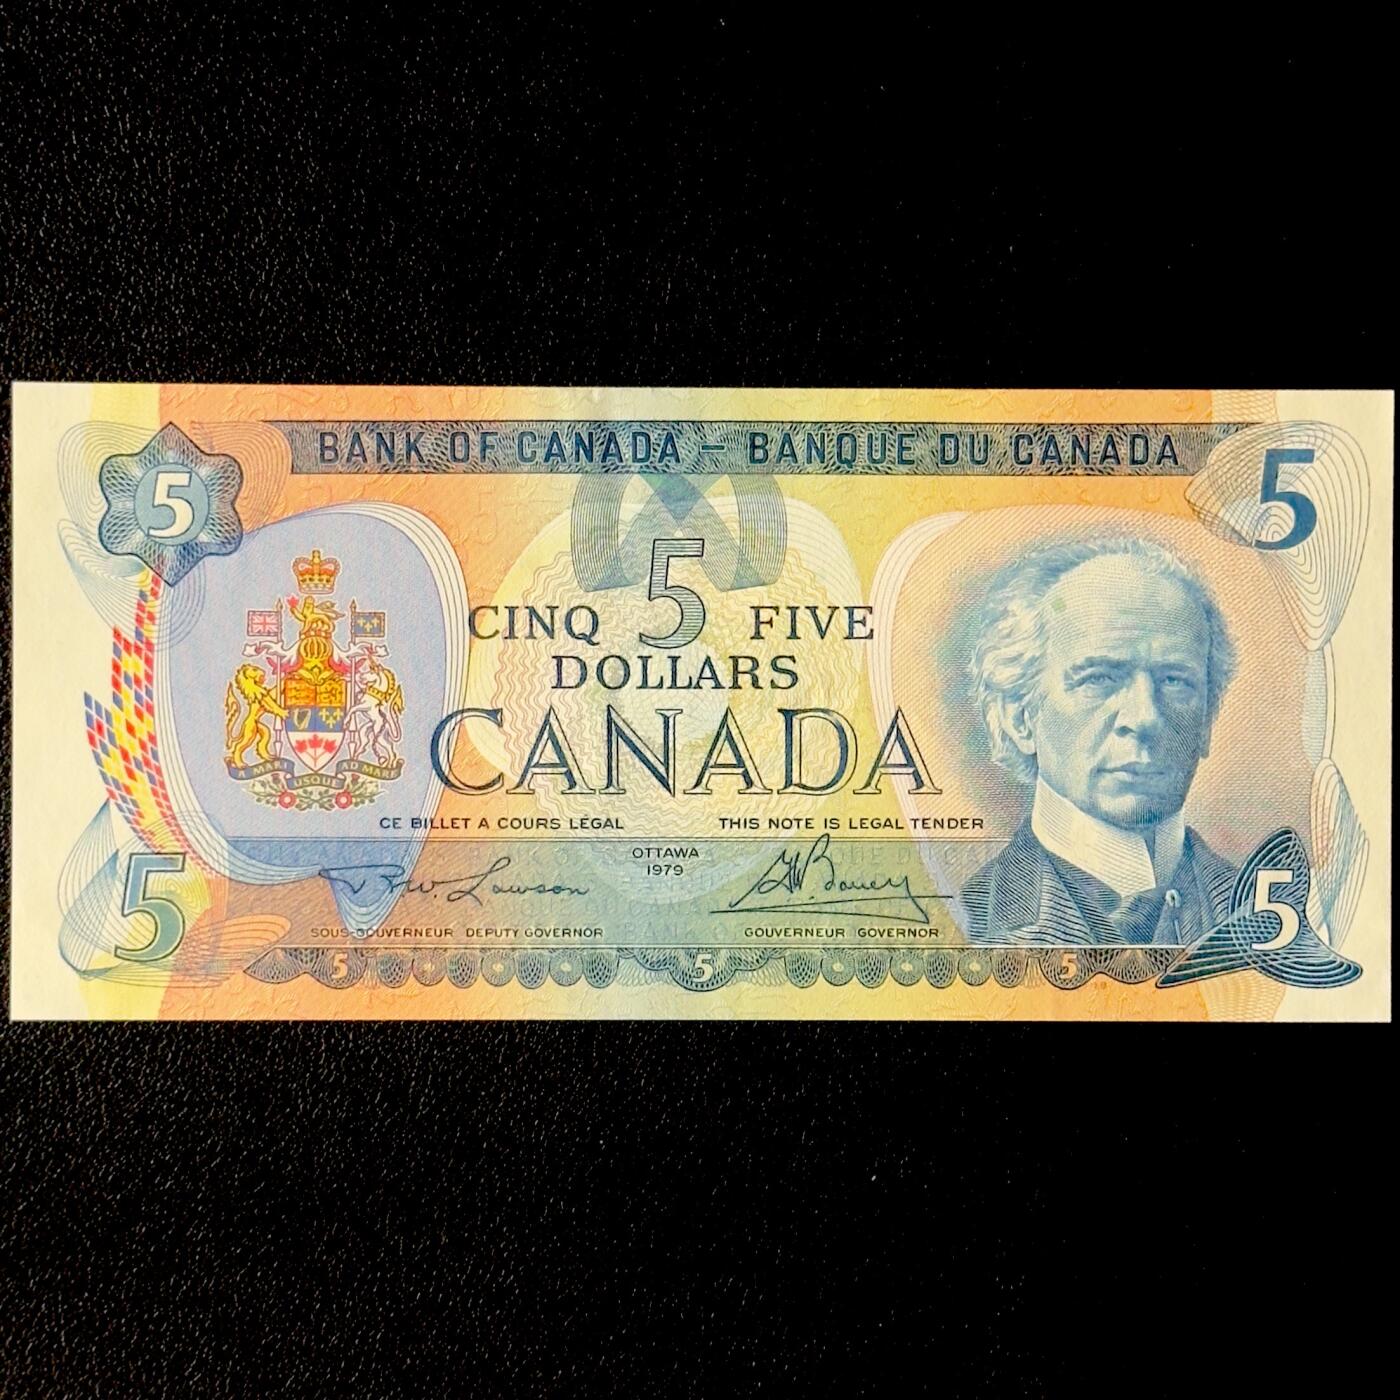 BANK OF CANADA – BANQUE DU CANADA
5
5
5
CINQ FIVE
DOLLARS
CANADA
A MARI USQUE AD MARE
CE BILLET A COURS LÉGAL THIS NOTE IS LEGAL TENDER
OTTAWA
1979
R.W. Lawson
SOUS-GOUVERNEUR DEPUTY GOVERNOR GOUVERNEUR GOVERNOR
5
5
5 5 5